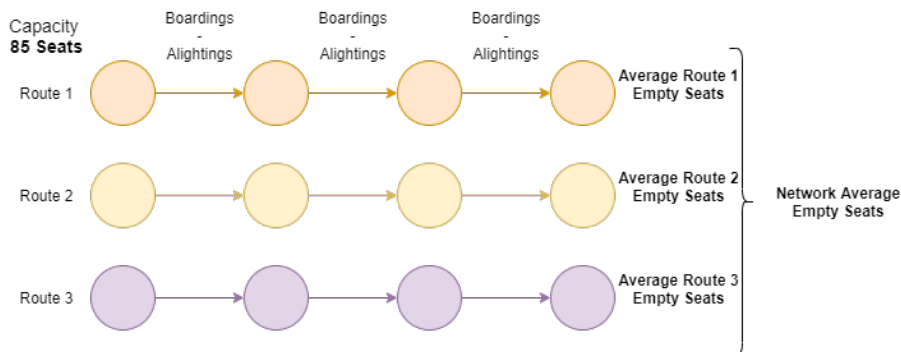 Capacity
85 Seats
Boardings
-
Alightings
Boardings
-
Alightings
Boardings
-
Alightings
Route 1
Average Route 1
Empty Seats
Route 2
Average Route 2
Empty Seats
Network Average
Empty Seats
Route 3
Average Route 3
Empty Seats